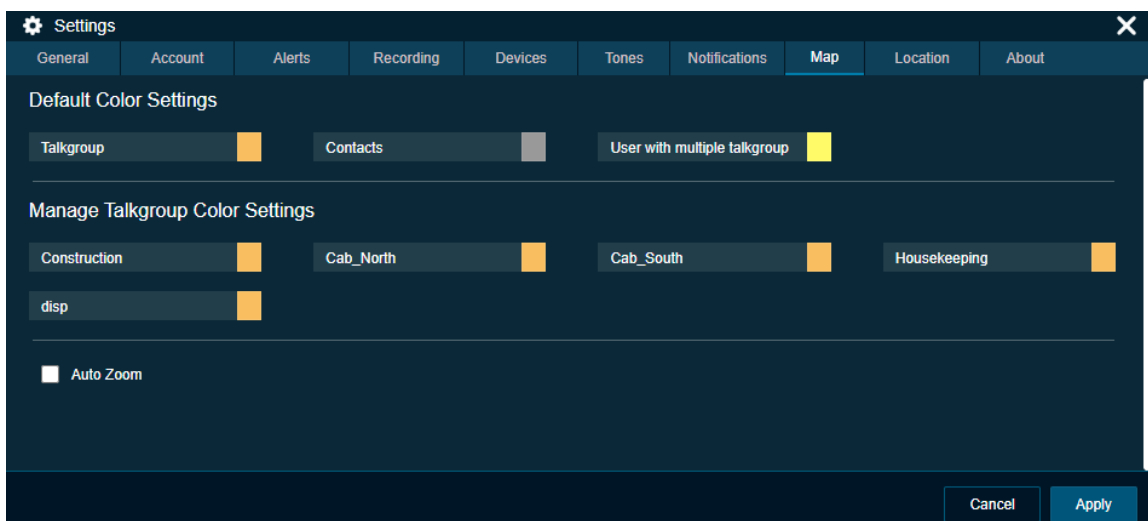 Settings
General Account Alerts Recording Devices Tones Notifications Map Location About
Default Color Settings
Talkgroup Contacts User with multiple talkgroup
Manage Talkgroup Color Settings
Construction Cab_North Cab_South Housekeeping
disp
Auto Zoom
Cancel Apply